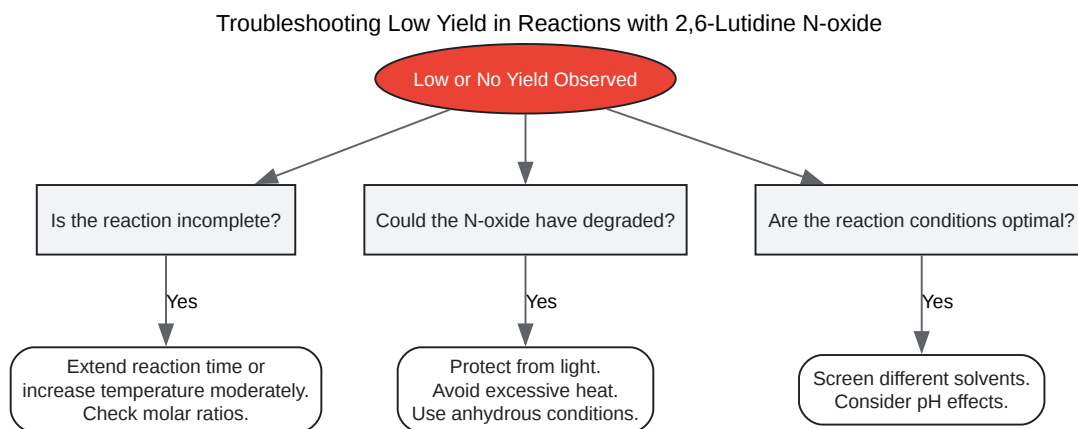 Troubleshooting Low Yield in Reactions with 2,6-Lutidine N-oxide
Low or No Yield Observed
Is the reaction incomplete?
Could the N-oxide have degraded?
Are the reaction conditions optimal?
Yes
Yes
Yes
Extend reaction time or
increase temperature moderately.
Check molar ratios.
Protect from light.
Avoid excessive heat.
Use anhydrous conditions.
Screen different solvents.
Consider pH effects.